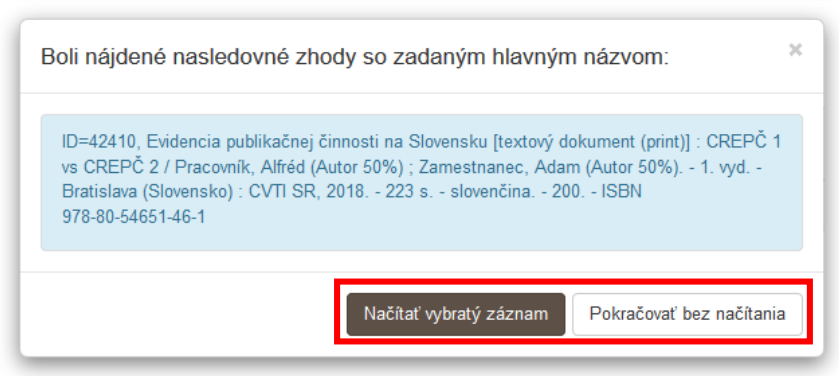 Boli nájdené nasledovné zhody so zadaným hlavným názvom:
×
ID=42410, Evidencia publikačnej činnosti na Slovensku [textový dokument (print)] : CREPČ 1
vs CREPČ 2 / Pracovník, Alfréd (Autor 50%) ; Zamestnanec, Adam (Autor 50%). - 1. vyd. -
Bratislava (Slovensko) : CVTI SR, 2018. - 223 s. - slovenčina. - 200. - ISBN
978-80-54651-46-1
Načítať vybratý záznam
Pokračovať bez načítania